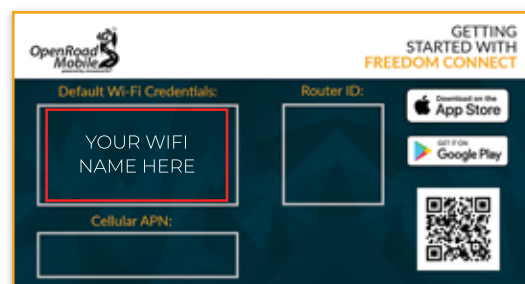 OpenRoad
Mobile
GETTING
STARTED WITH
FREEDOM CONNECT
Default Wi-Fi Credentials:
YOUR WIFI
NAME HERE
Router ID:
Download on the
App Store
GET IT ON
Google Play
Cellular APN: